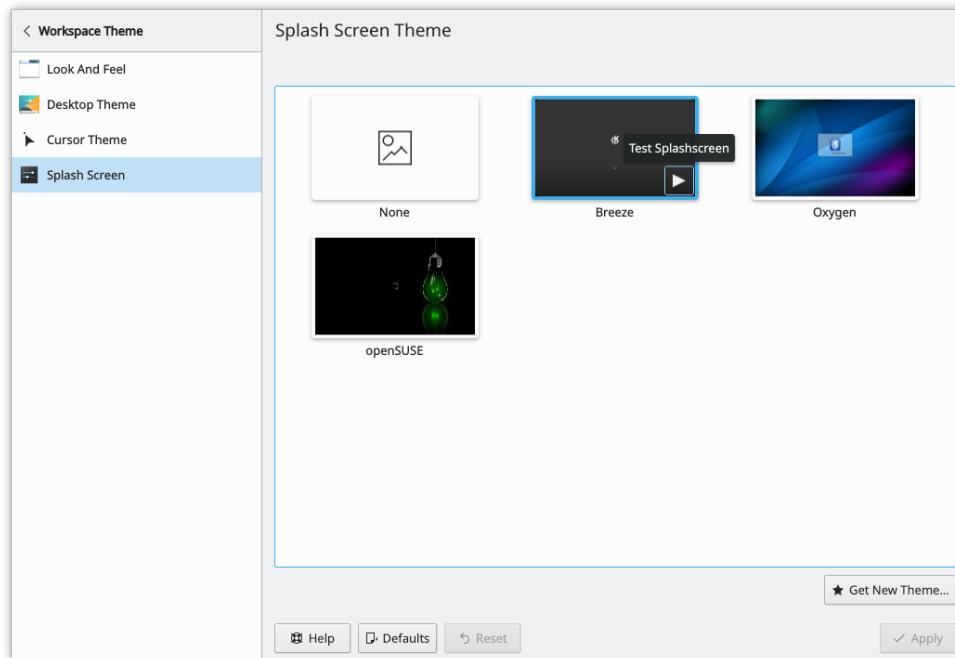 Workspace Theme
Look And Feel
Desktop Theme
Cursor Theme
Splash Screen
Splash Screen Theme
Test Splashscreen
None
Breeze
Oxygen
openSUSE
Get New Theme...
Help
Defaults
Reset
Apply